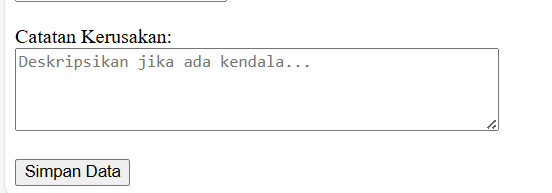 Catatan Kerusakan:
Deskripsikan jika ada kendala...
Simpan Data